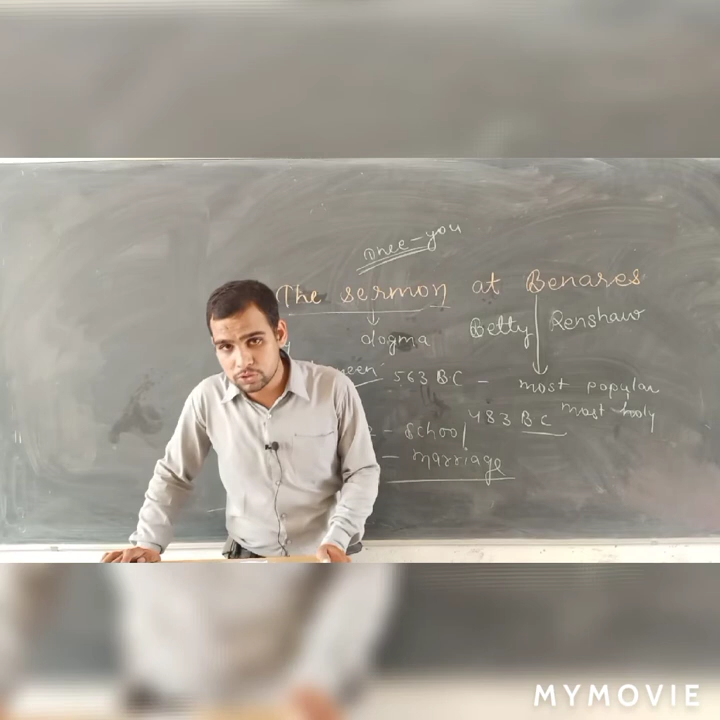 once-you
The sermon at Benares
dogma
Betty Renshaw
563 BC - most popular
483 BC most holy
- School
- marriage
MYMOVIE